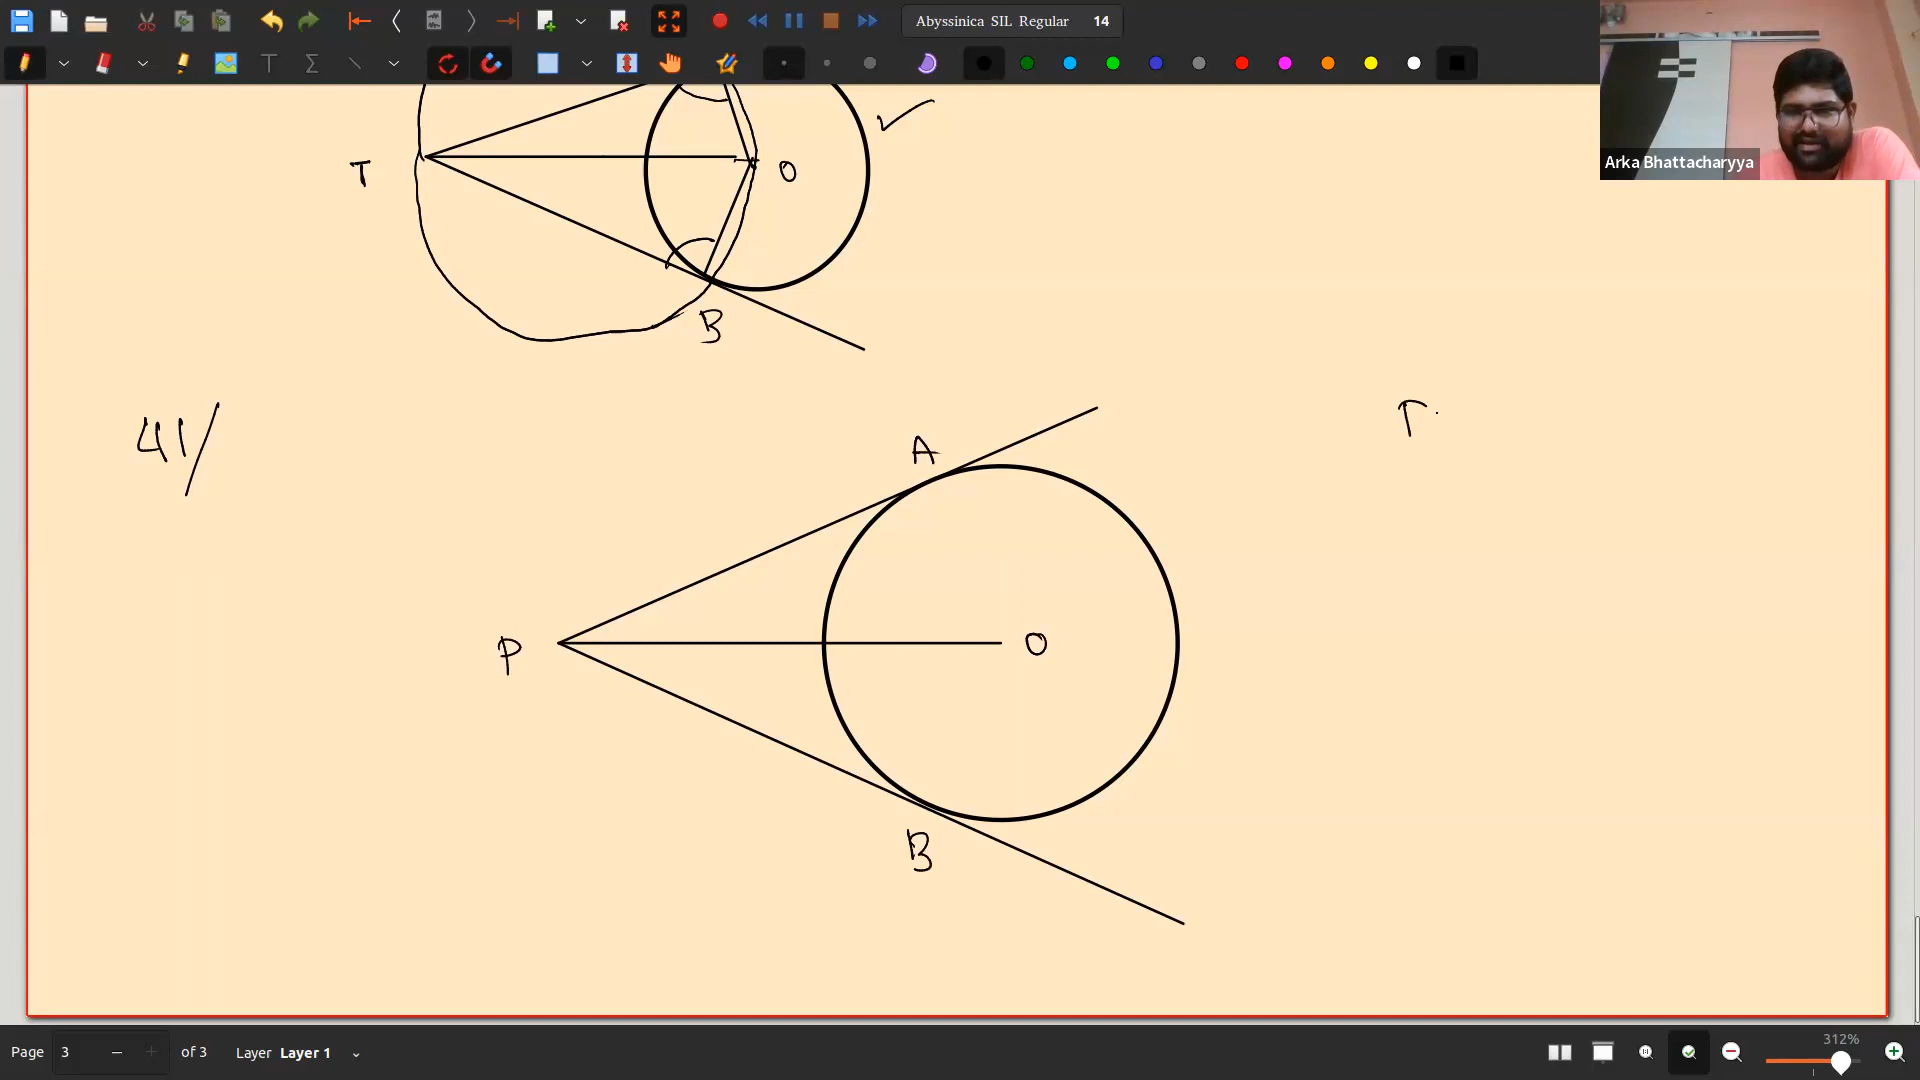 Abyssinica SIL Regular 14
Arka Bhattacharyya
T
O
B
41/
A
P
O
B
Page 3 of 3 Layer Layer 1
312%